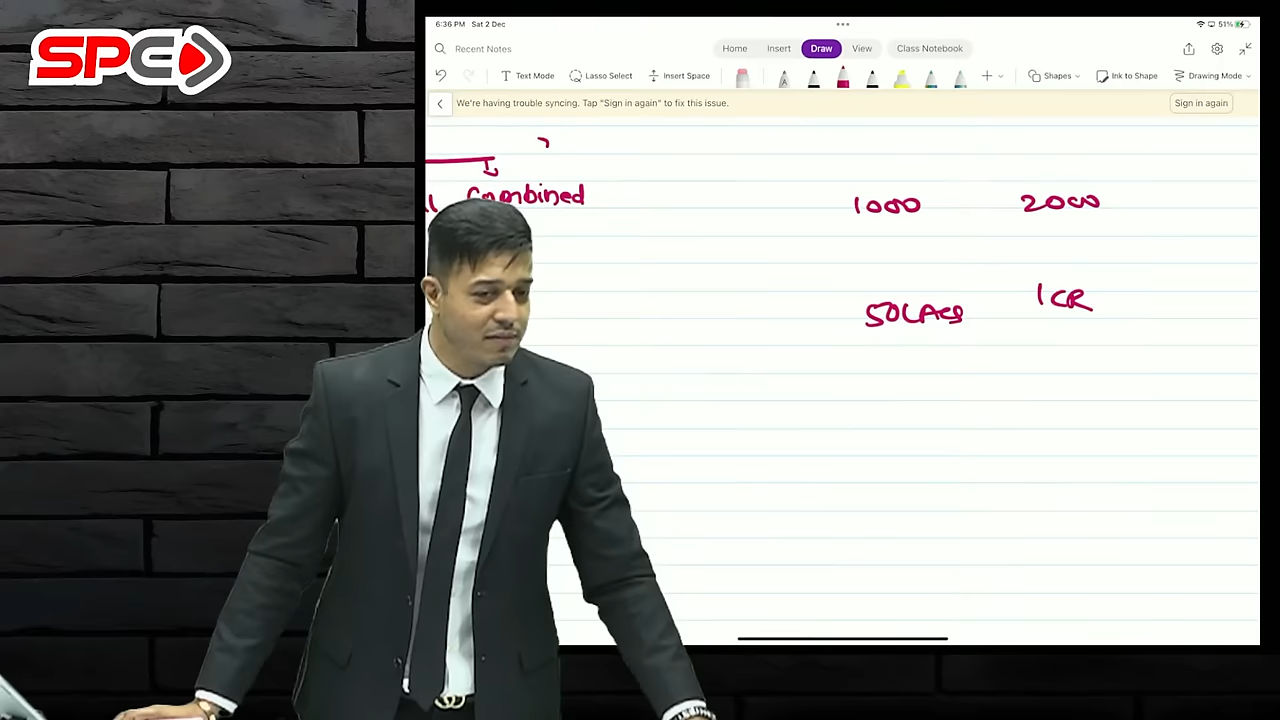 SPC
6:36 PM Sat 2 Dec
51%
Recent Notes
Home Insert Draw View Class Notebook
Text Mode Lasso Select Insert Space Shapes Ink to Shape Drawing Mode
We're having trouble syncing. Tap "Sign in again" to fix this issue. Sign in again
Combined
1000 2000
50LAcs 1CR